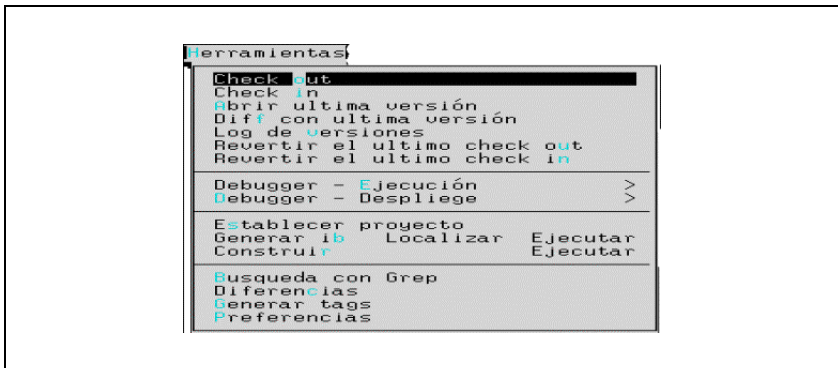 Herramientas
Check out
Check in
Abrir ultima versión
Diff con ultima versión
Log de versiones
Revertir el ultimo check out
Revertir el ultimo check in
Debugger - Ejecución >
Debugger - Despliege >
Establecer proyecto
Generar ib Localizar Ejecutar
Construir Ejecutar
Busqueda con Grep
Diferencias
Generar tags
Preferencias